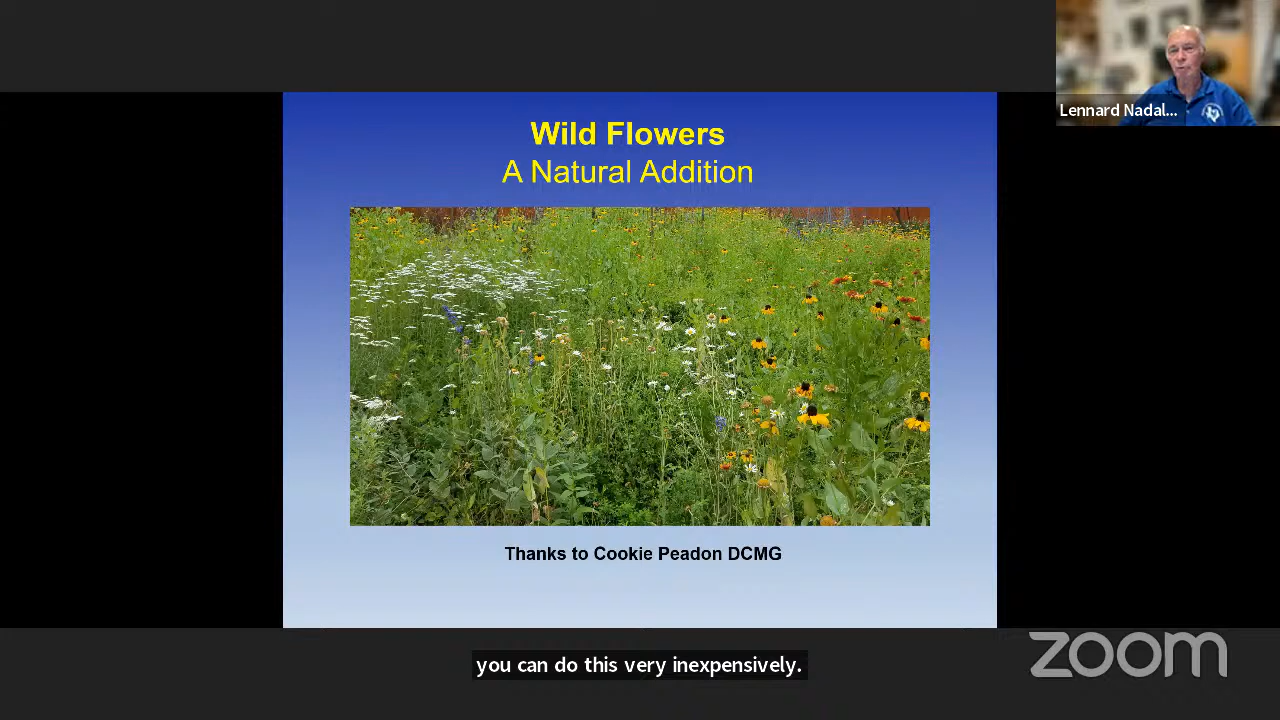 Lennard Nadal...
Wild Flowers
A Natural Addition
Thanks to Cookie Peadon DCMG
you can do this very inexpensively.
zoom